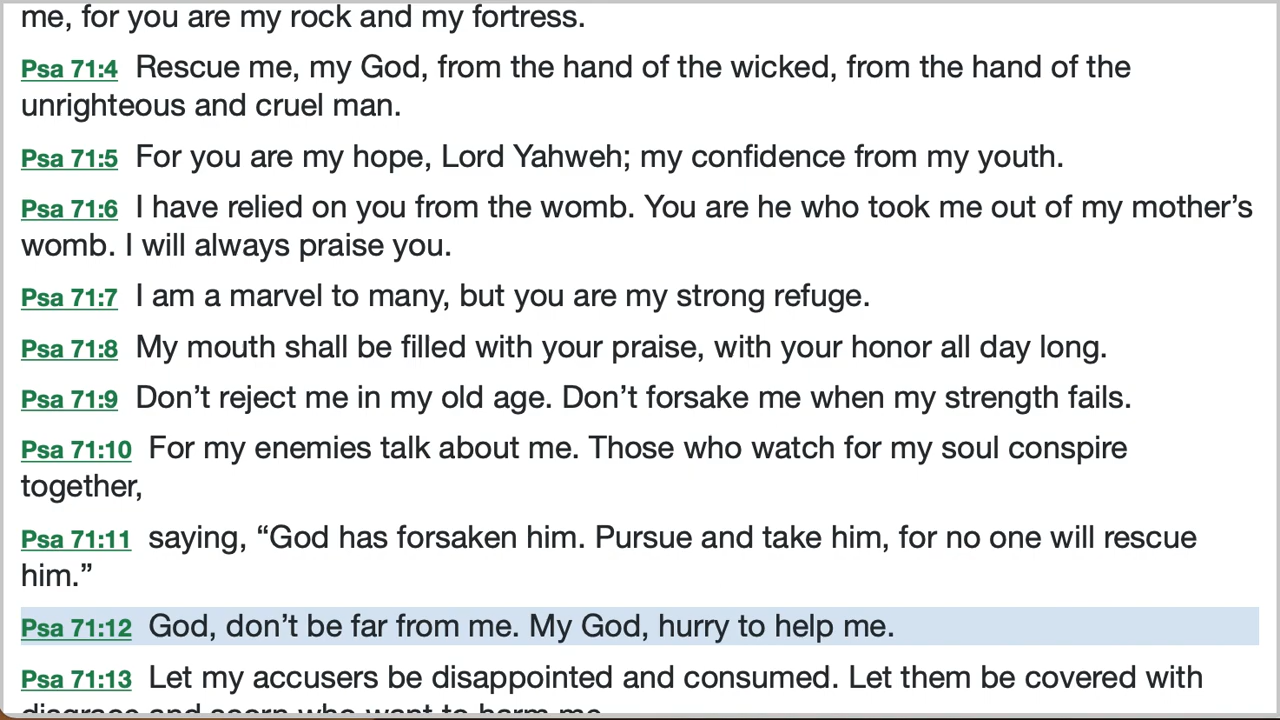 me, for you are my rock and my fortress.
Psa 71:4 Rescue me, my God, from the hand of the wicked, from the hand of the
unrighteous and cruel man.
Psa 71:5 For you are my hope, Lord Yahweh; my confidence from my youth.
Psa 71:6 I have relied on you from the womb. You are he who took me out of my mother’s
womb. I will always praise you.
Psa 71:7 I am a marvel to many, but you are my strong refuge.
Psa 71:8 My mouth shall be filled with your praise, with your honor all day long.
Psa 71:9 Don’t reject me in my old age. Don’t forsake me when my strength fails.
Psa 71:10 For my enemies talk about me. Those who watch for my soul conspire
together,
Psa 71:11 saying, “God has forsaken him. Pursue and take him, for no one will rescue
him.”
Psa 71:12 God, don’t be far from me. My God, hurry to help me.
Psa 71:13 Let my accusers be disappointed and consumed. Let them be covered with
disgrace and scorn who want to harm me.